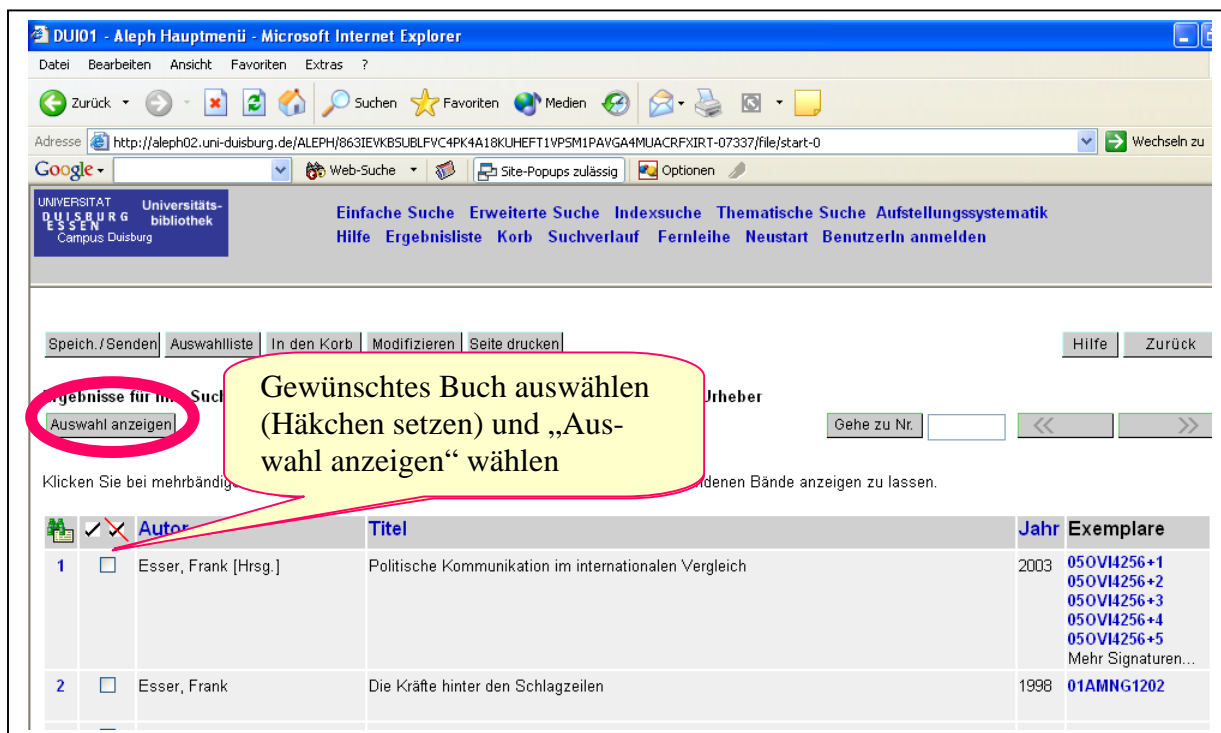 DUI01 - Aleph Hauptmenü - Microsoft Internet Explorer
Datei Bearbeiten Ansicht Favoriten Extras ?
Zurück Suchen Favoriten Medien
Adresse http://aleph02.uni-duisburg.de/ALEPH/863IEVKBSUBLFVC4PK4A18KUHEFT1VPSM1PAVGA4MUACRFXIRT-07337/file/start-0 Wechseln zu
Google Web-Suche Site-Popups zulässig Optionen
UNIVERSITAT
DUISBURG
ESSEN
Campus Duisburg
Universitäts-
bibliothek
Einfache Suche Erweiterte Suche Indexsuche Thematische Suche Aufstellungssystematik
Hilfe Ergebnisliste Korb Suchverlauf Fernleihe Neustart BenutzerIn anmelden
Speich./Senden Auswahlliste In den Korb Modifizieren Seite drucken Hilfe Zurück
für Urheber
Auswahl anzeigen Gehe zu Nr. << >>
Gewünschtes Buch auswählen
(Häkchen setzen) und „Aus-
wahl anzeigen“ wählen
Klicken Sie bei Bände anzeigen zu lassen.
Autor Titel Jahr Exemplare
1 Esser, Frank [Hrsg.] Politische Kommunikation im internationalen Vergleich 2003 05OVI4256+1
05OVI4256+2
05OVI4256+3
05OVI4256+4
05OVI4256+5
Mehr Signaturen...
2 Esser, Frank Die Kräfte hinter den Schlagzeilen 1998 01AMNG1202